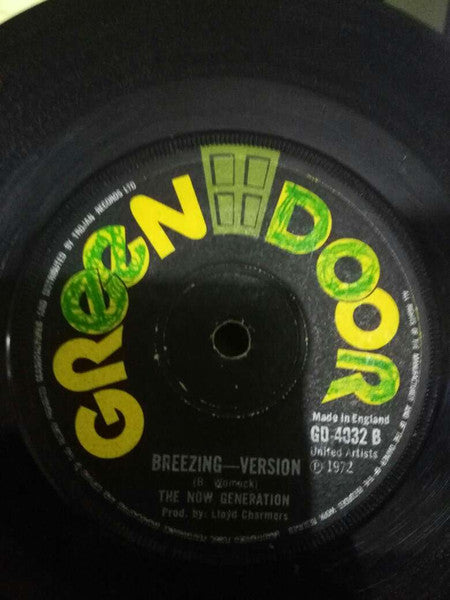 GREEN DOOR
DISTRIBUTED BY TROJAN RECORDS LTD
Made in England
GD-4032 B
United Artists
℗ 1972
BREEZING—VERSION
(B. Womack)
THE NOW GENERATION
Prod. by: Lloyd Charmers